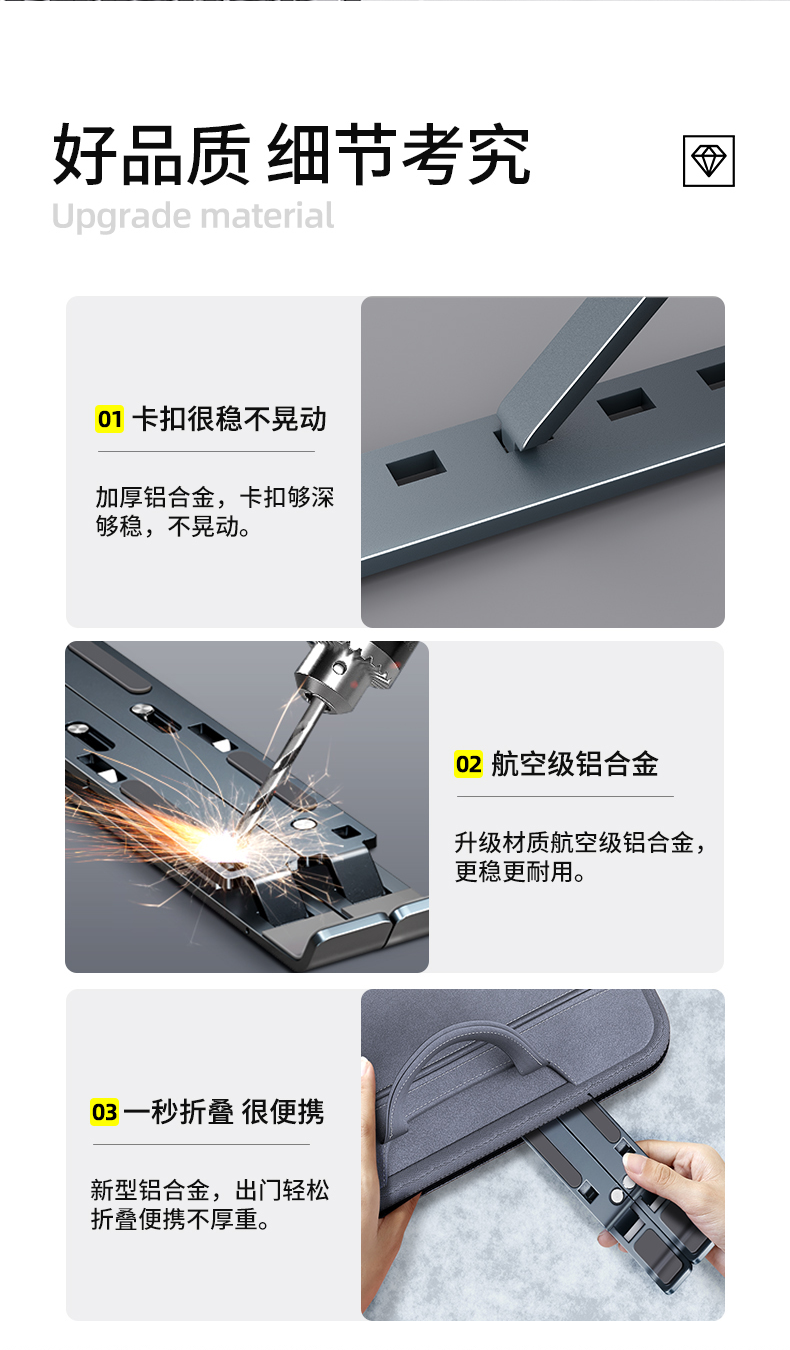 好品质 细节考究
Upgrade material
01 卡扣很稳不晃动
加厚铝合金，卡扣够深
够稳，不晃动。
02 航空级铝合金
升级材质航空级铝合金，
更稳更耐用。
03 一秒折叠 很便携
新型铝合金，出门轻松
折叠便携不厚重。